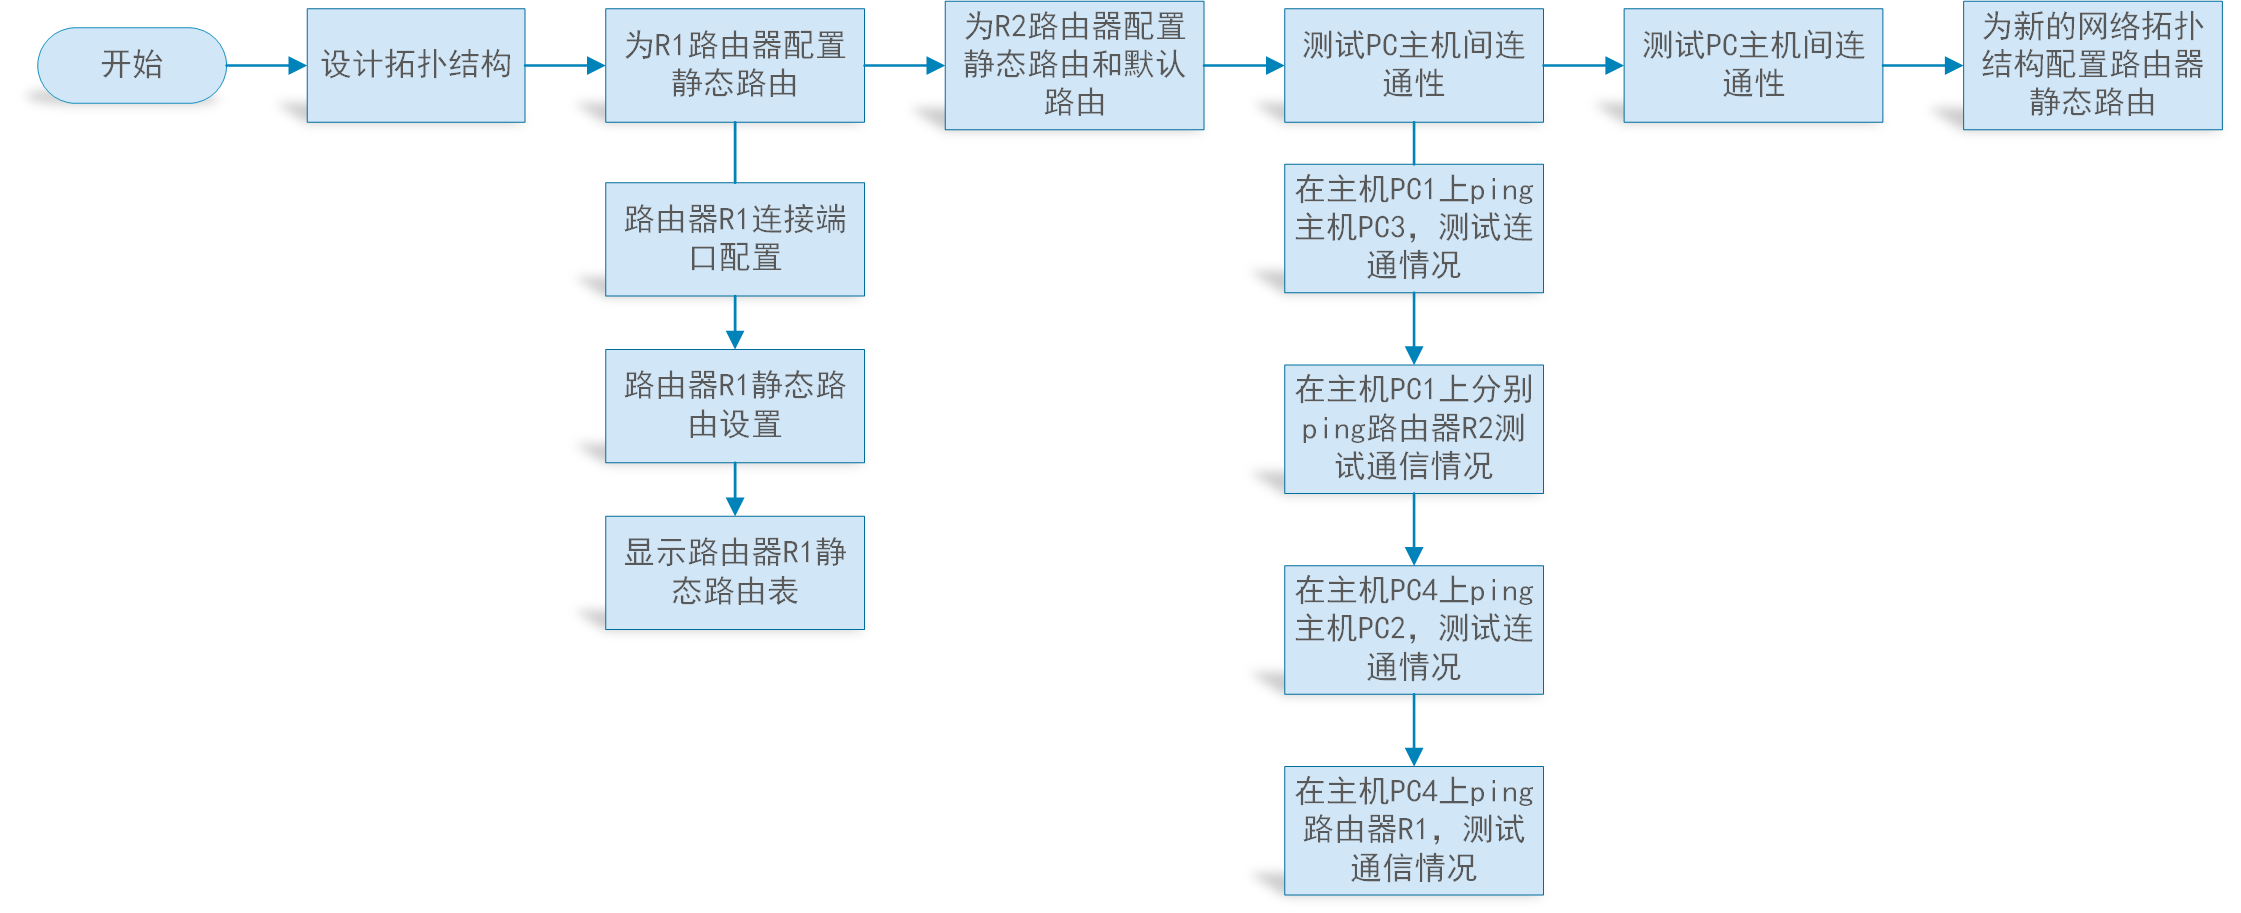 开始
设计拓扑结构
为R1路由器配置
静态路由
为R2路由器配置
静态路由和默认
路由
测试PC主机间连
通性
测试PC主机间连
通性
为新的网络拓扑
结构配置路由器
静态路由
路由器R1连接端
口配置
路由器R1静态路
由设置
显示路由器R1静
态路由表
在主机PC1上ping
主机PC3，测试连
通情况
在主机PC1上分别
ping路由器R2测
试通信情况
在主机PC4上ping
主机PC2，测试连
通情况
在主机PC4上ping
路由器R1，测试
通信情况